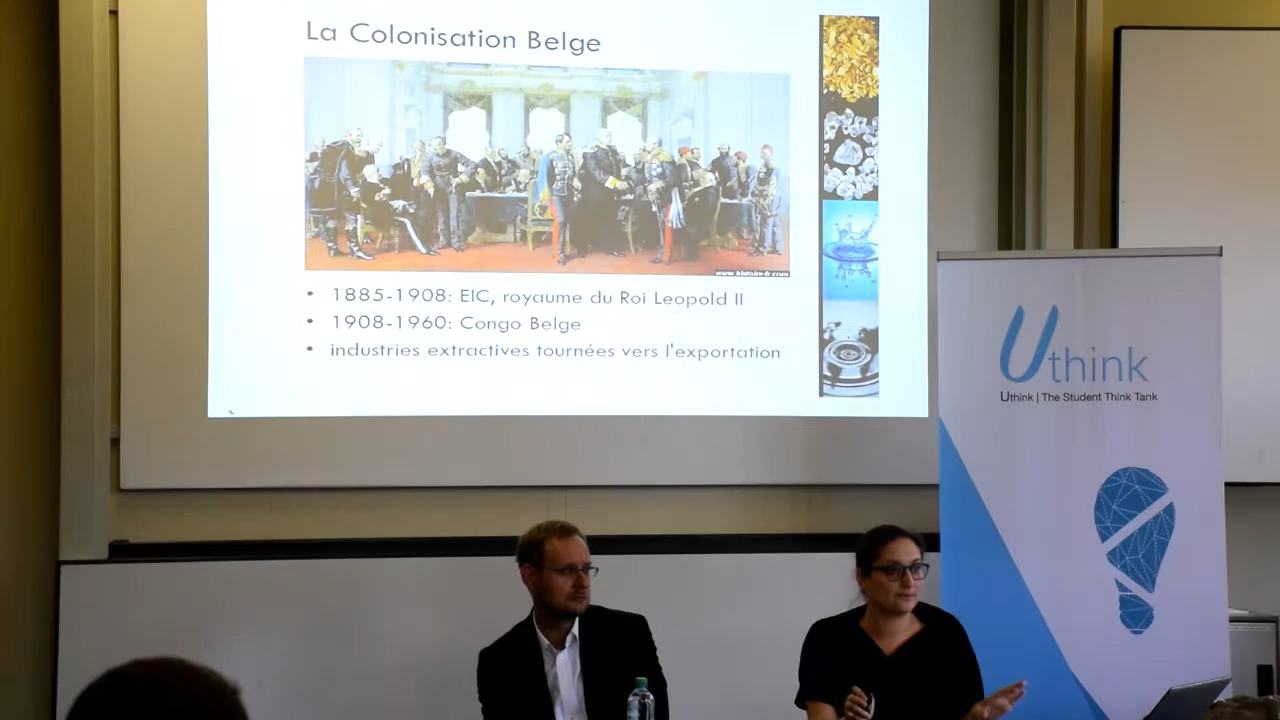 La Colonisation Belge
www.histoire-fr.com
• 1885-1908: EIC, royaume du Roi Leopold II
• 1908-1960: Congo Belge
• industries extractives tournées vers l'exportation
Uthink
Uthink | The Student Think Tank